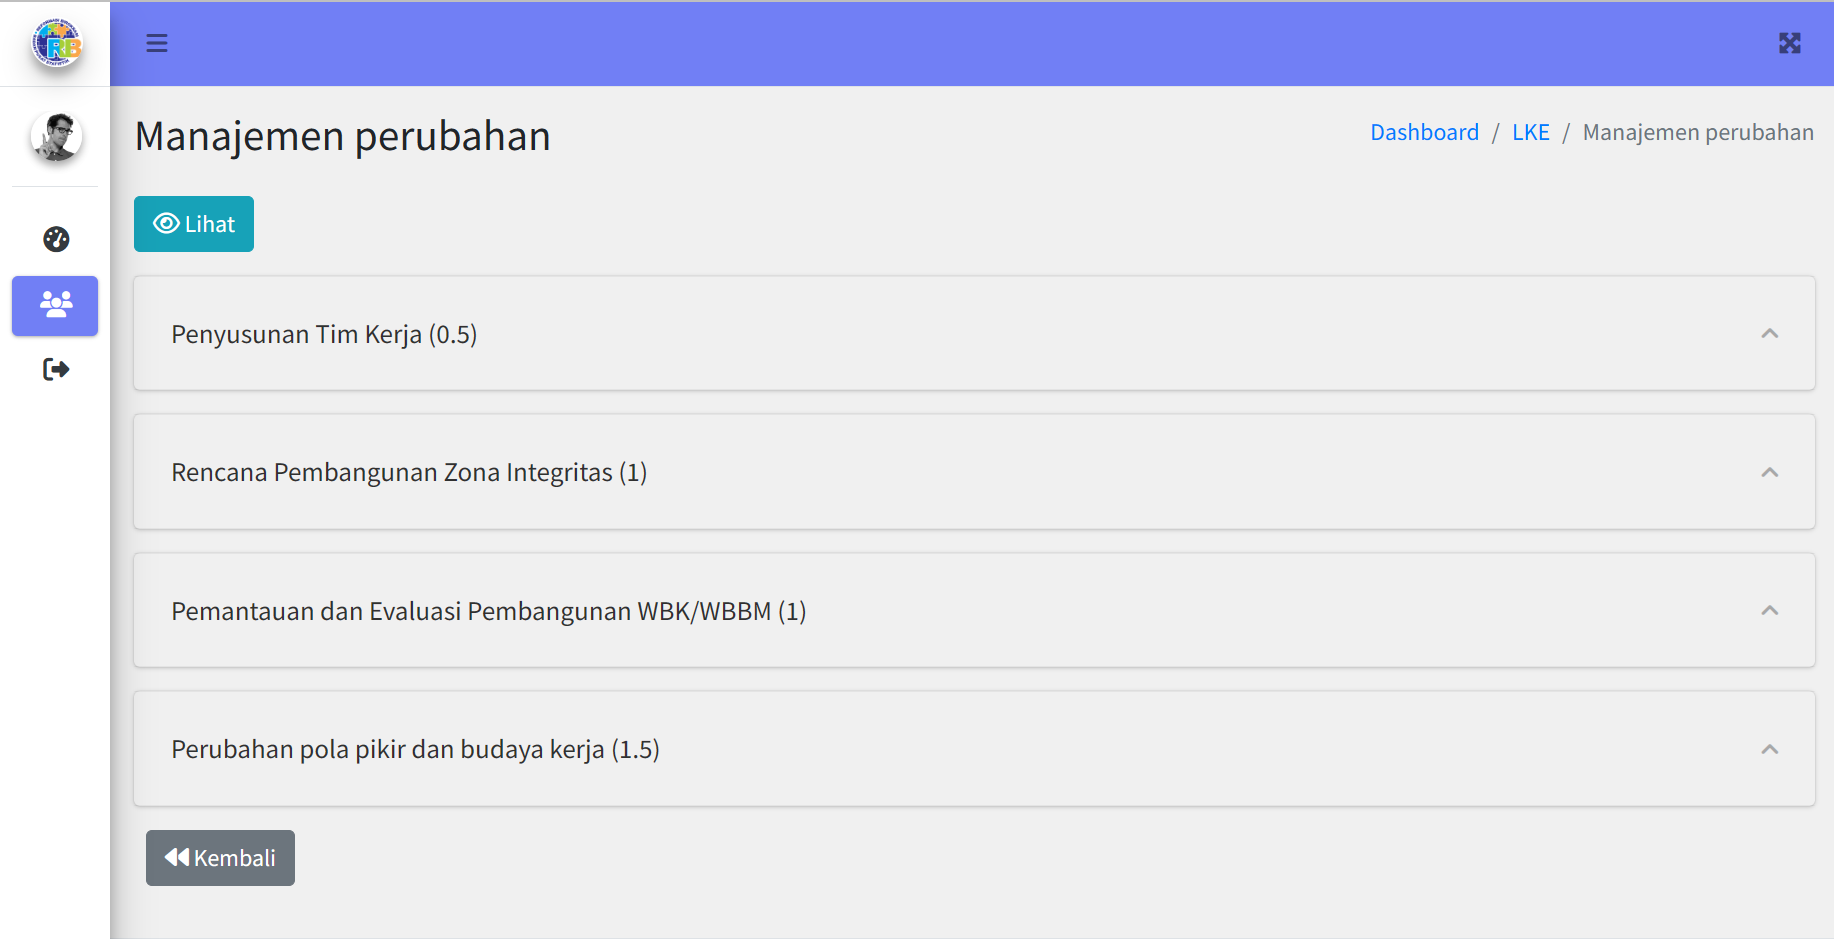 RB
Manajemen perubahan
Dashboard / LKE / Manajemen perubahan
Lihat
Penyusunan Tim Kerja (0.5)
Rencana Pembangunan Zona Integritas (1)
Pemantauan dan Evaluasi Pembangunan WBK/WBBM (1)
Perubahan pola pikir dan budaya kerja (1.5)
Kembali